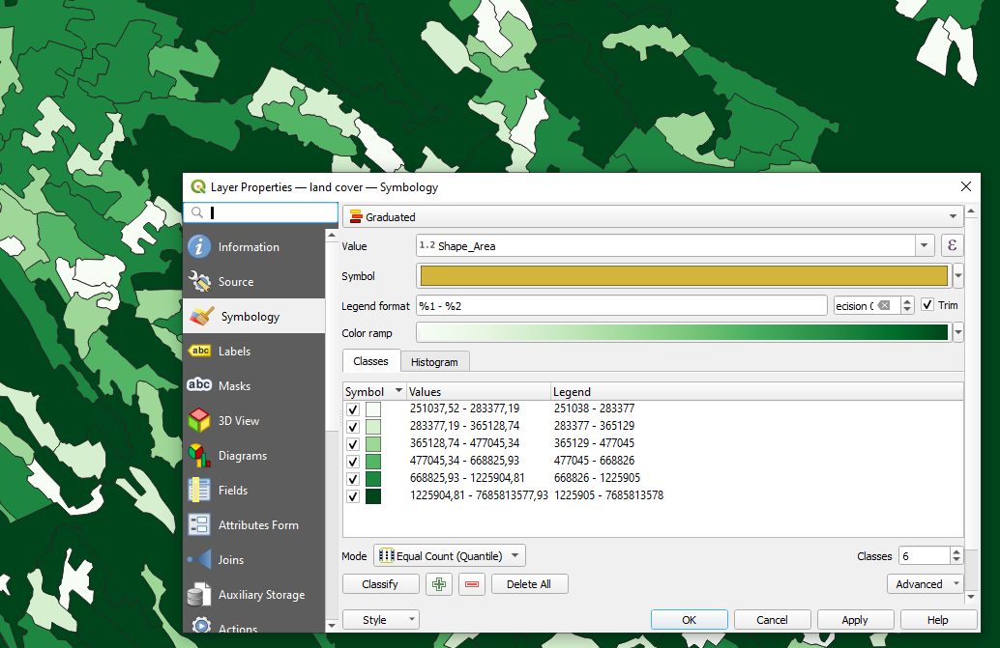 Layer Properties — land cover — Symbology
Information
Source
Symbology
abc Labels
abc Masks
3D View
Diagrams
Fields
Attributes Form
Joins
Auxiliary Storage
Actions
Graduated
Value 1.2 Shape_Area ε
Symbol
Legend format %1 - %2 ecision ( Trim
Color ramp
Classes Histogram
Symbol Values Legend
251037,52 - 283377,19 251038 - 283377
283377,19 - 365128,74 283377 - 365129
365128,74 - 477045,34 365129 - 477045
477045,34 - 668825,93 477045 - 668826
668825,93 - 1225904,81 668826 - 1225905
1225904,81 - 7685813577,93 1225905 - 7685813578
Mode Equal Count (Quantile) Classes 6
Classify Delete All Advanced
Style OK Cancel Apply Help